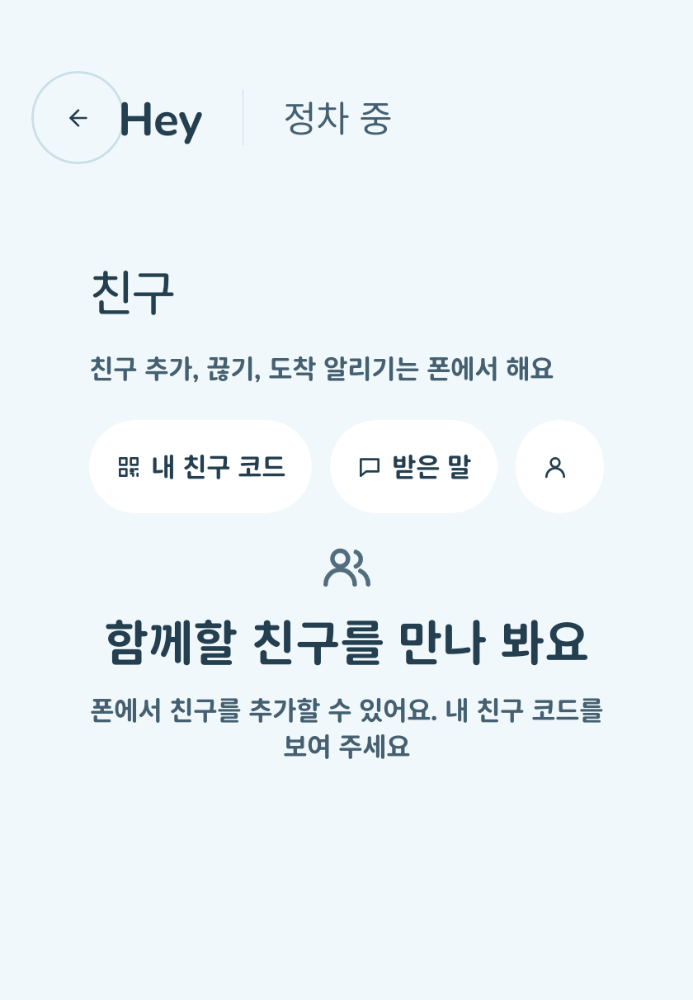 Hey
정차 중
친구
친구 추가, 끊기, 도착 알리기는 폰에서 해요
내 친구 코드
받은 말
함께할 친구를 만나 봐요
폰에서 친구를 추가할 수 있어요. 내 친구 코드를
보여 주세요